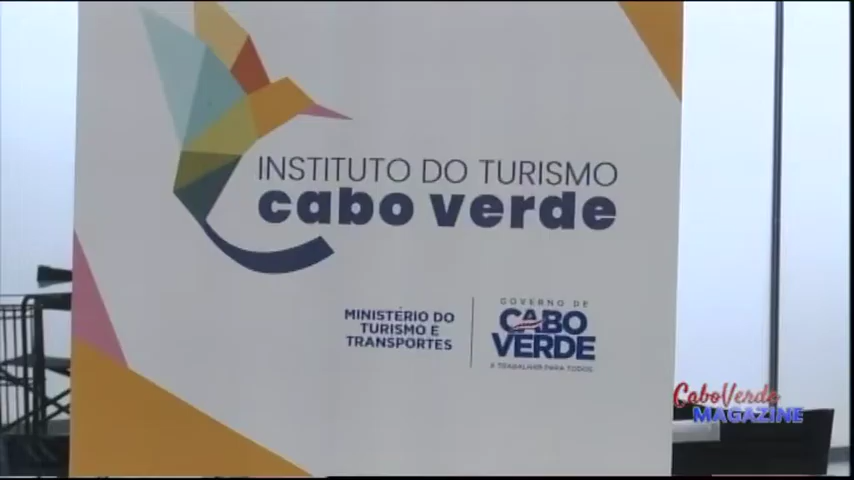 INSTITUTO DO TURISMO
cabo verde
MINISTÉRIO DO
TURISMO E
TRANSPORTES
GOVERNO DE
CABO
VERDE
A TRABALHAR PARA TODOS
CaboVerde
MAGAZINE